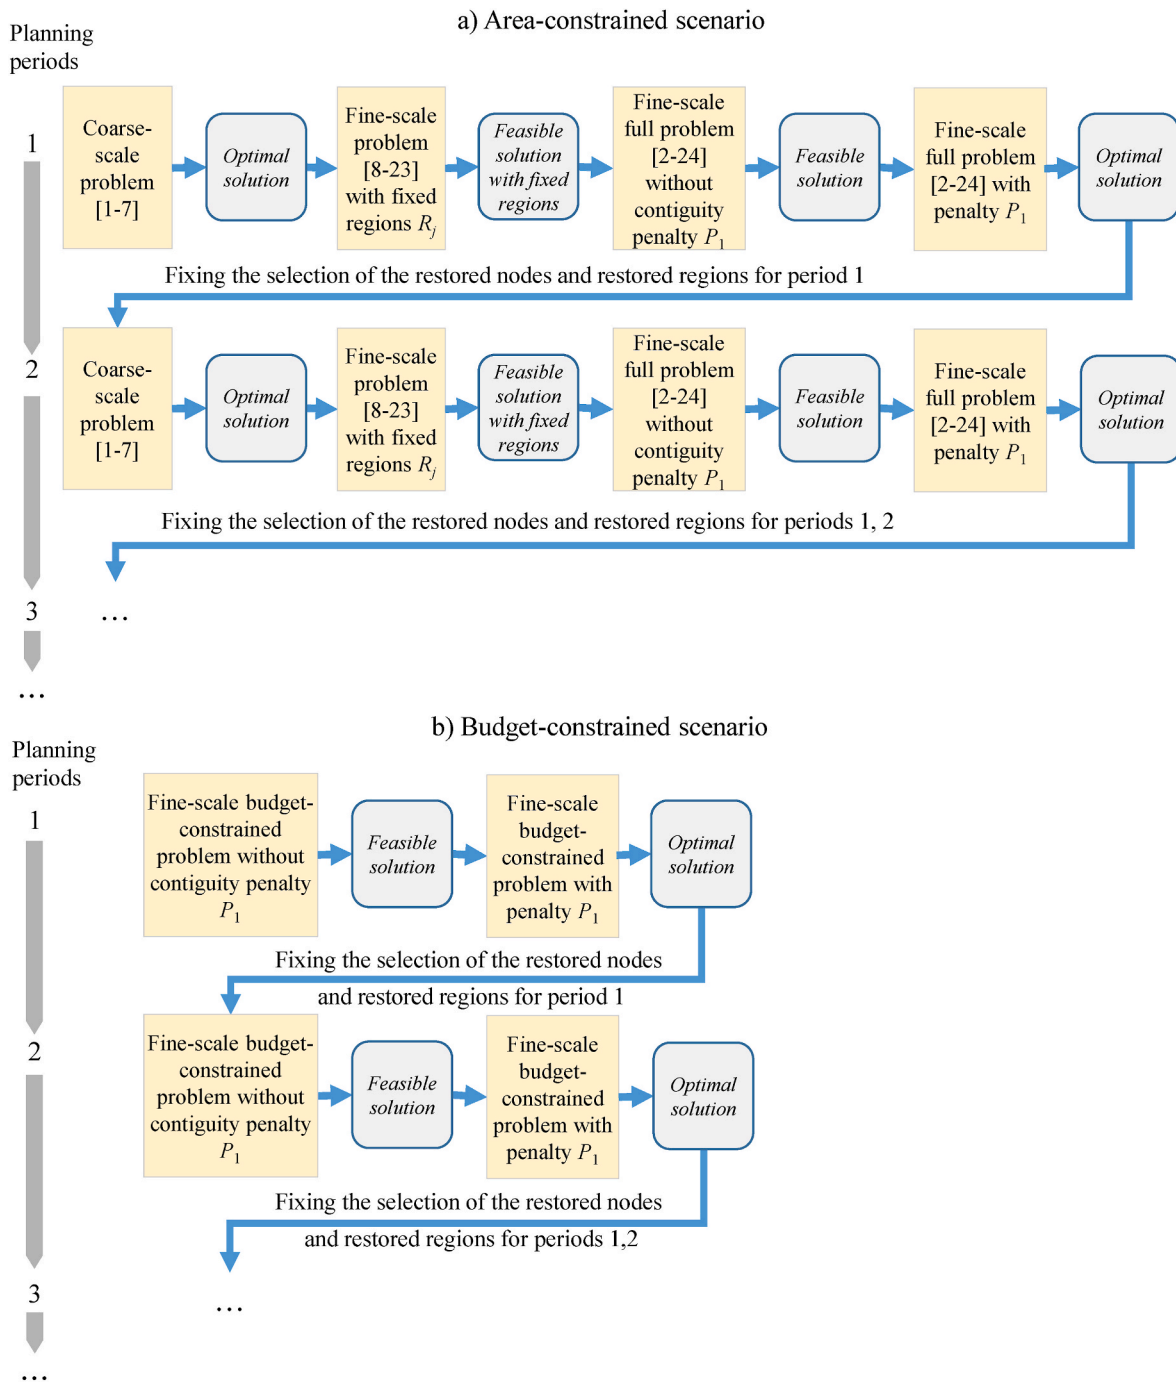 a) Area-constrained scenario
Planning
periods
1
Coarse-
scale
problem
[1-7]
Optimal
solution
Fine-scale
problem
[8-23]
with fixed
regions Rj
Feasible
solution
with fixed
regions
Fine-scale
full problem
[2-24]
without
contiguity
penalty P1
Feasible
solution
Fine-scale
full problem
[2-24] with
penalty P1
Optimal
solution
Fixing the selection of the restored nodes and restored regions for period 1
2
Coarse-
scale
problem
[1-7]
Optimal
solution
Fine-scale
problem
[8-23]
with fixed
regions Rj
Feasible
solution
with fixed
regions
Fine-scale
full problem
[2-24]
without
contiguity
penalty P1
Feasible
solution
Fine-scale
full problem
[2-24] with
penalty P1
Optimal
solution
Fixing the selection of the restored nodes and restored regions for periods 1, 2
3
...
...
b) Budget-constrained scenario
Planning
periods
1
Fine-scale budget-
constrained
problem without
contiguity penalty
P1
Feasible
solution
Fine-scale
budget-
constrained
problem with
penalty P1
Optimal
solution
Fixing the selection of the restored nodes
and restored regions for period 1
2
Fine-scale budget-
constrained
problem without
contiguity penalty
P1
Feasible
solution
Fine-scale
budget-
constrained
problem with
penalty P1
Optimal
solution
Fixing the selection of the restored nodes
and restored regions for periods 1,2
3
...
...